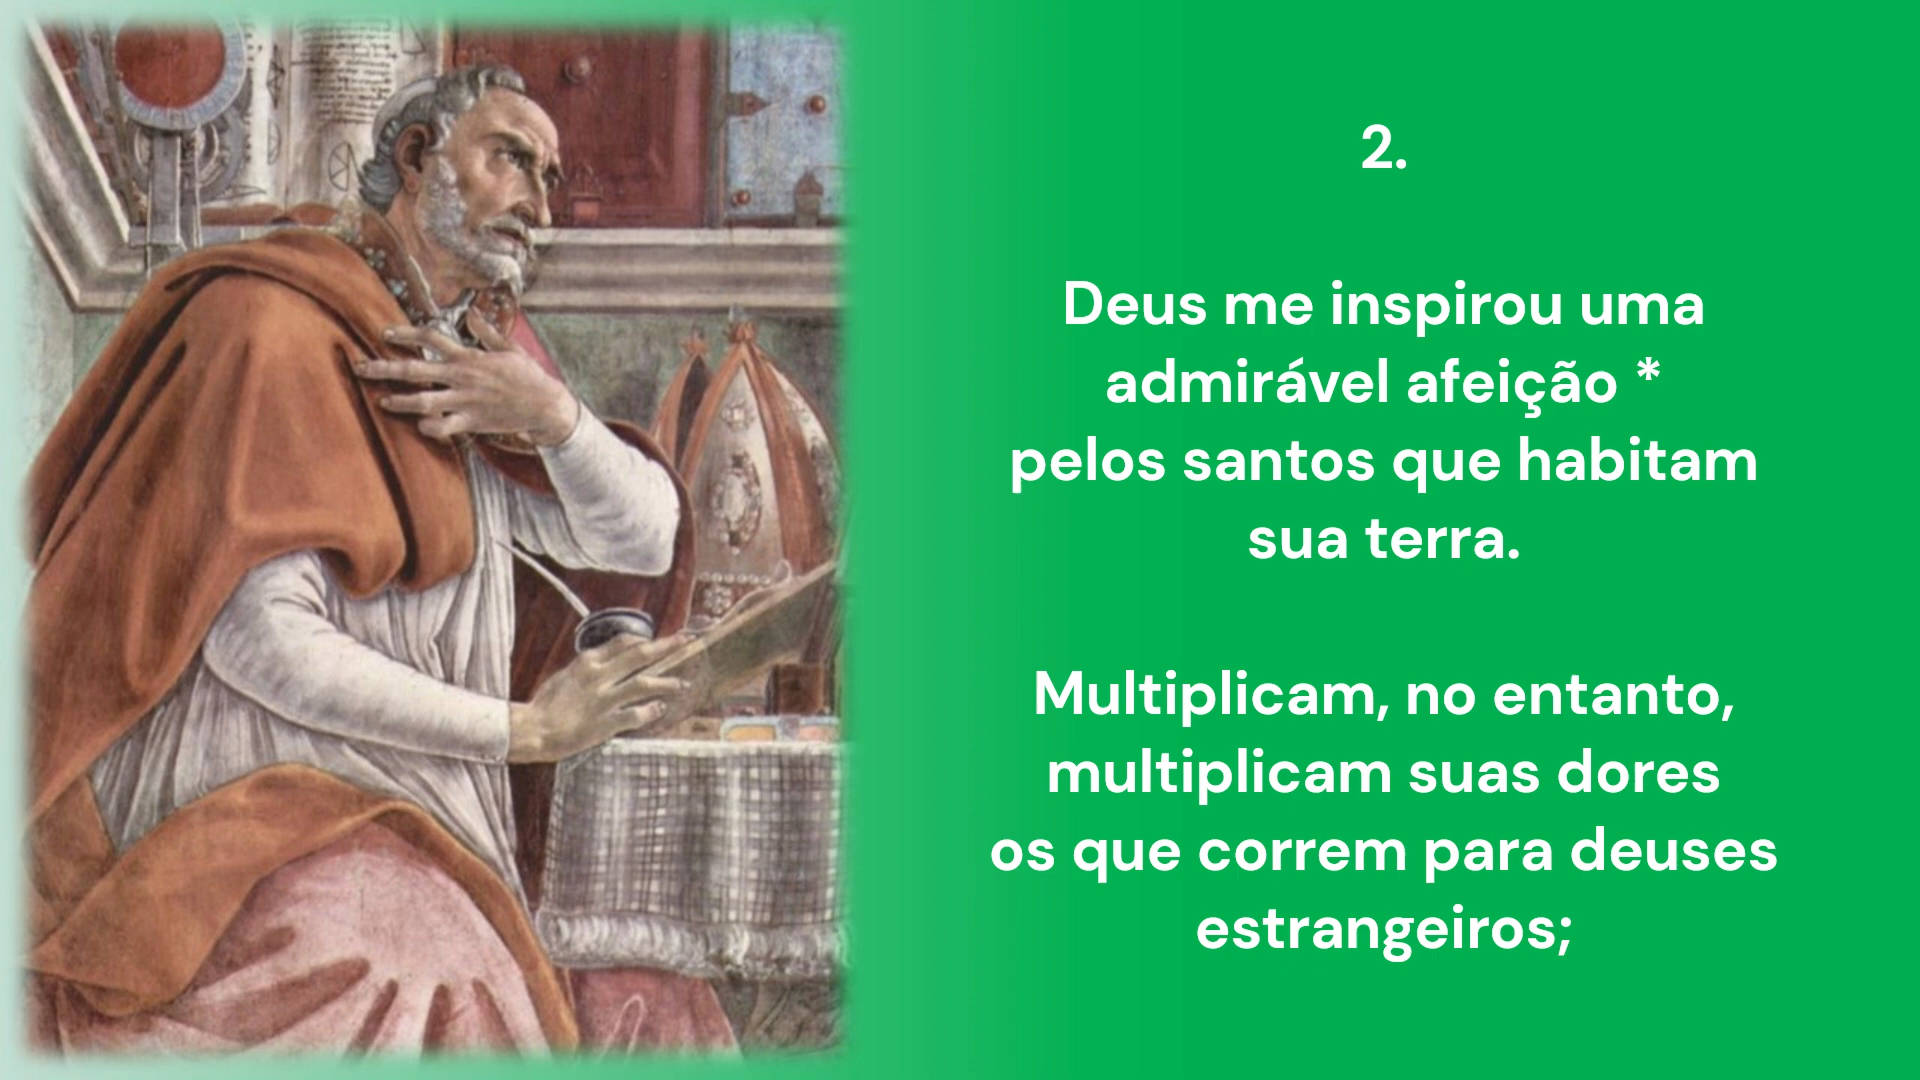 2.
Deus me inspirou uma
admirável afeição *
pelos santos que habitam
sua terra.
Multiplicam, no entanto,
multiplicam suas dores
os que correm para deuses
estrangeiros;